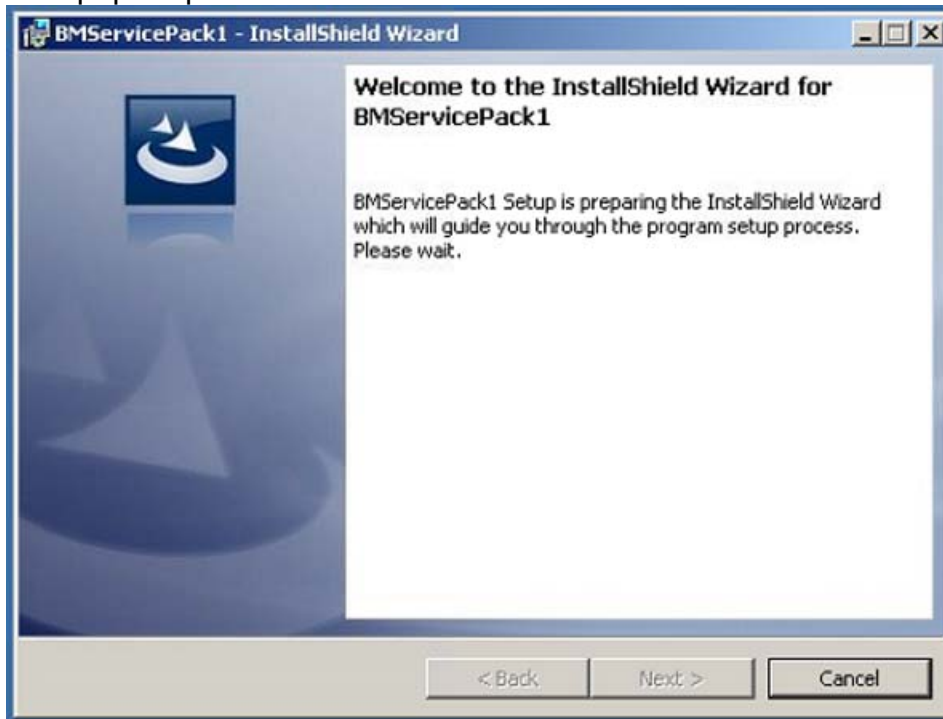 BMServicePack1 - InstallShield Wizard
Welcome to the InstallShield Wizard for
BMServicePack1
BMServicePack1 Setup is preparing the InstallShield Wizard
which will guide you through the program setup process.
Please wait.
< Back
Next >
Cancel